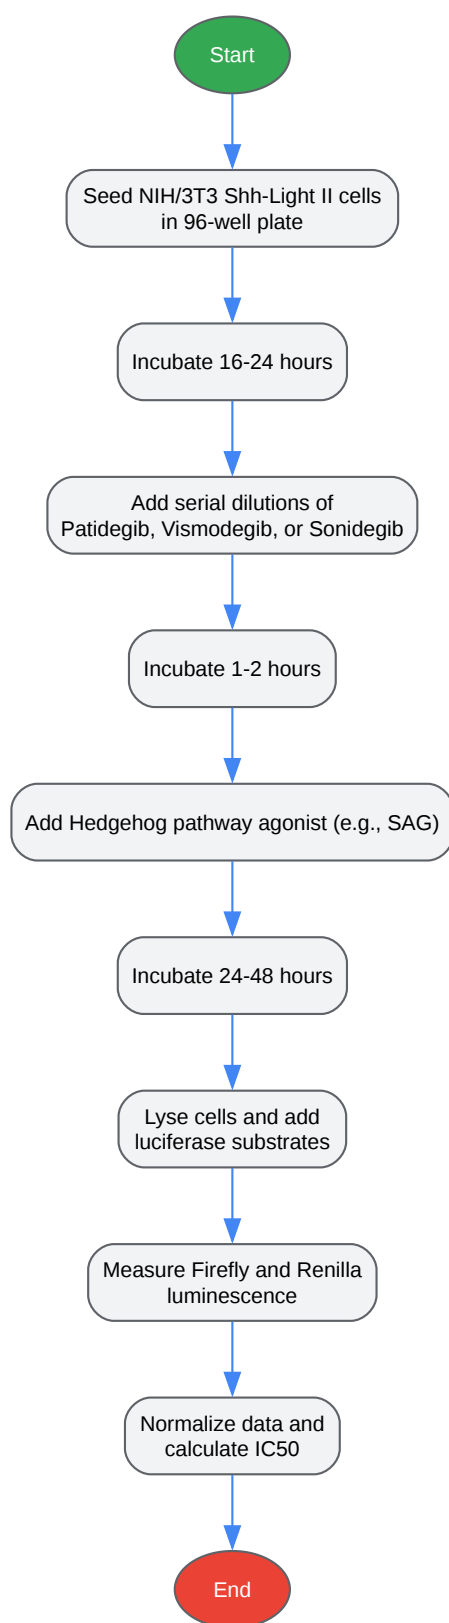 Start
Seed NIH/3T3 Shh-Light II cells
in 96-well plate
Incubate 16-24 hours
Add serial dilutions of
Patidegib, Vismodegib, or Sonidegib
Incubate 1-2 hours
Add Hedgehog pathway agonist (e.g., SAG)
Incubate 24-48 hours
Lyse cells and add
luciferase substrates
Measure Firefly and Renilla
luminescence
Normalize data and
calculate IC50
End